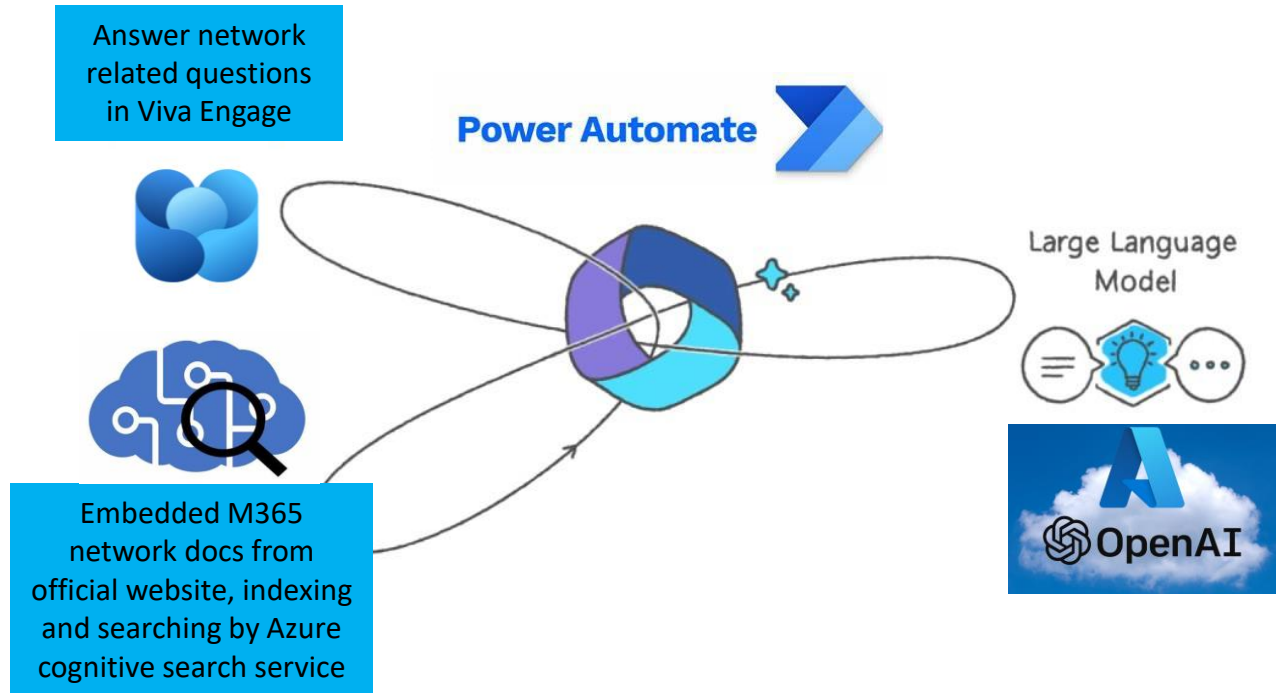 Answer network
related questions
in Viva Engage
Power Automate
Large Language
Model
OpenAI
Embedded M365
network docs from
official website, indexing
and searching by Azure
cognitive search service